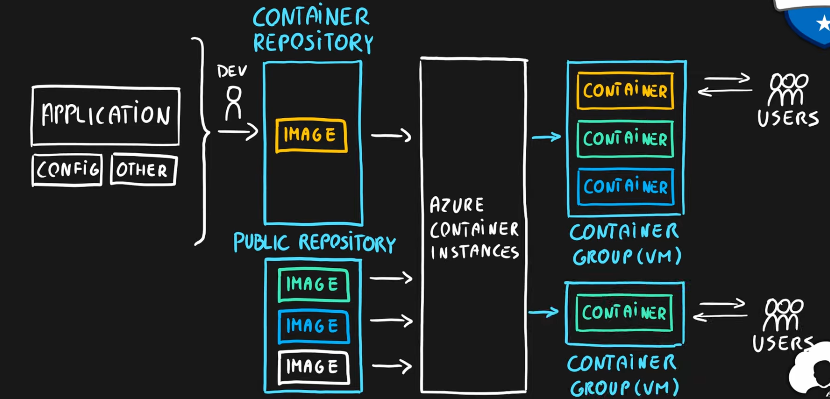 CONTAINER
REPOSITORY
DEV
APPLICATION
CONFIG
OTHER
IMAGE
PUBLIC REPOSITORY
IMAGE
IMAGE
IMAGE
AZURE
CONTAINER
INSTANCES
CONTAINER
CONTAINER
CONTAINER
CONTAINER
GROUP (VM)
USERS
CONTAINER
CONTAINER
GROUP (VM)
USERS